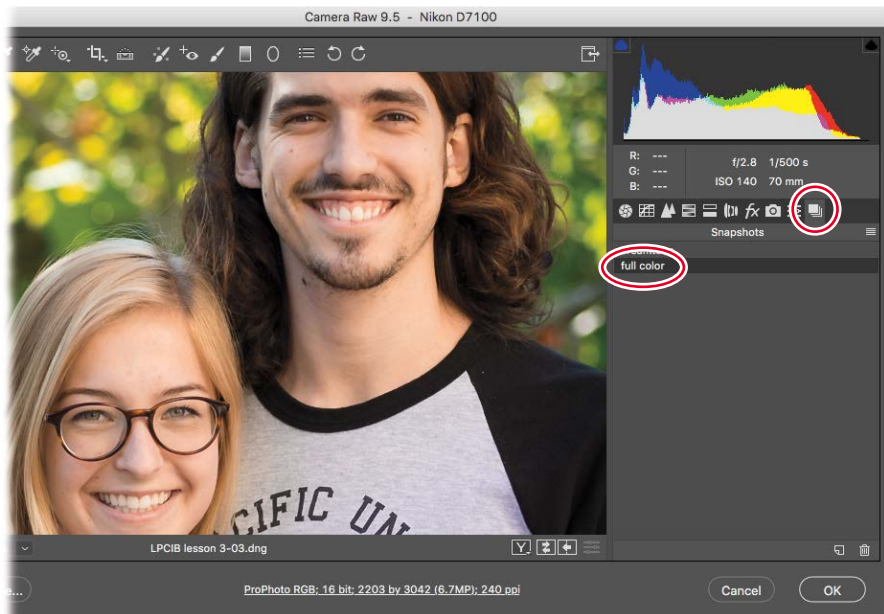 Camera Raw 9.5 - Nikon D7100
R: ---
G: ---
B: ---
f/2.8 1/500 s
ISO 140 70 mm
fx
Snapshots
full color
CIFIC UN
Y
LPCIB lesson 3-03.dng
ProPhoto RGB; 16 bit; 2203 by 3042 (6.7MP); 240 ppi
Cancel
OK